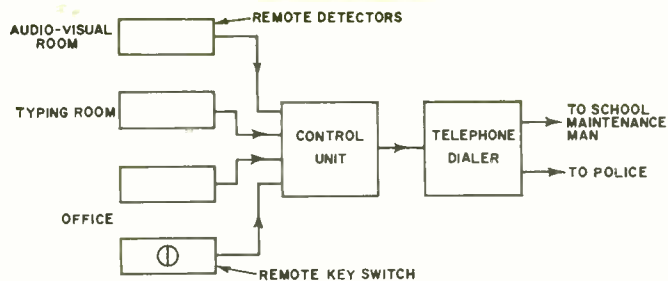 REMOTE DETECTORS
AUDIO-VISUAL
ROOM
TYPING ROOM
OFFICE
REMOTE KEY SWITCH
CONTROL
UNIT
TELEPHONE
DIALER
TO SCHOOL
MAINTENANCE
MAN
TO POLICE